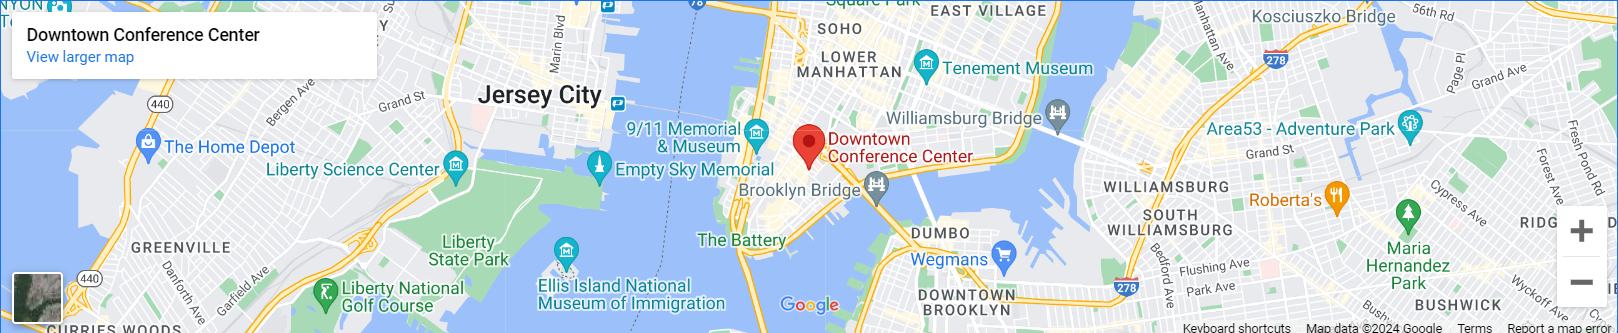 NYON
Downtown Conference Center
View larger map
Square Park
EAST VILLAGE
Kosciuszko Bridge
56th Rd
SOHO
Marin Blvd
Manhattan Ave
278
Page Pl
LOWER
MANHATTAN
Tenement Museum
Grand Ave
78
440
Bergen Ave
Grand St
Jersey City
9/11 Memorial
& Museum
Downtown
Conference Center
Williamsburg Bridge
Area53 - Adventure Park
Grand St
Fresh Pond Rd
Forest Ave
The Home Depot
Liberty Science Center
Empty Sky Memorial
Brooklyn Bridge
WILLIAMSBURG
Roberta's
Cypress Ave
SOUTH
WILLIAMSBURG
RIDG
GREENVILLE
Liberty
State Park
The Battery
DUMBO
Wegmans
Maria
Hernandez
Park
Danforth Ave
Garfield Ave
440
Bedford Ave
Flushing Ave
Park Ave
Wyckoff Ave
Liberty National
Golf Course
Ellis Island National
Museum of Immigration
Google
DOWNTOWN
BROOKLYN
278
BUSHWICK
CURRIES WOODS
Keyboard shortcuts
Map data ©2024 Google
Terms
Report a map error